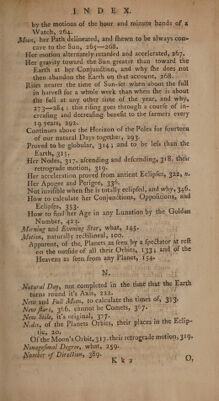 I N D E X.
by the motions of the hour and minute hands of a
Watch, 264.
Moon, her Path delineated, and shewn to be always con-
cave to the Sun, 265—268.
Her motion alternately retarded and accelerated, 267.
Her gravity toward the Sun greater than toward the
Earth at her Conjunction, and why she does not
then abandon the Earth on that account, 268.
Rises nearer the time of Sun-set when about the full
in harvest for a whole week than when she is about
the full at any other time of the year, and why,
273—284; this rising goes through a course of in-
creasing and decreasing benefit to the farmers every
19 years, 292.
Continues above the Horizon of the Poles for fourteen
of our natural Days together, 293.
Proved to be globular, 314; and to be less than the
Earth, 315.
Her Nodes, 317. ascending and descending, 318. their
retrograde motion, 319.
Her acceleration proved from antient Eclipses, 322, n.
Her Apogee and Perigee, 336.
Not invisible when she is totally eclipsed, and why, 346.
How to calculate her Conjunctions, Oppositions, and
Eclipses, 353.
How to find her Age in any Lunation by the Golden
Number, 423.
Morning and Evening Star, what, 145.
Motion, naturally rectilineal, 100.
Apparent, of the Planets as seen by a spectator at rest
on the outside of all their Orbits, 133; and of the
Heavens as seen from any Planet, 154.
N.
Natural Day, not completed in the time that the Earth
turns round it's Axis, 222.
New and Full Moon, to calculate the times of, 353.
New stars, 316. cannot be Comets, 367.
New Stile, it's original, 377.
Nodes, of the Planets Orbits, their places in the Eclip-
tic, 20.
Of the Moon's Orbit, 317. their retrograde motion, 319.
Nonagesimal Degree, what, 259.
Number of Direction, 389.
K k 2
O,